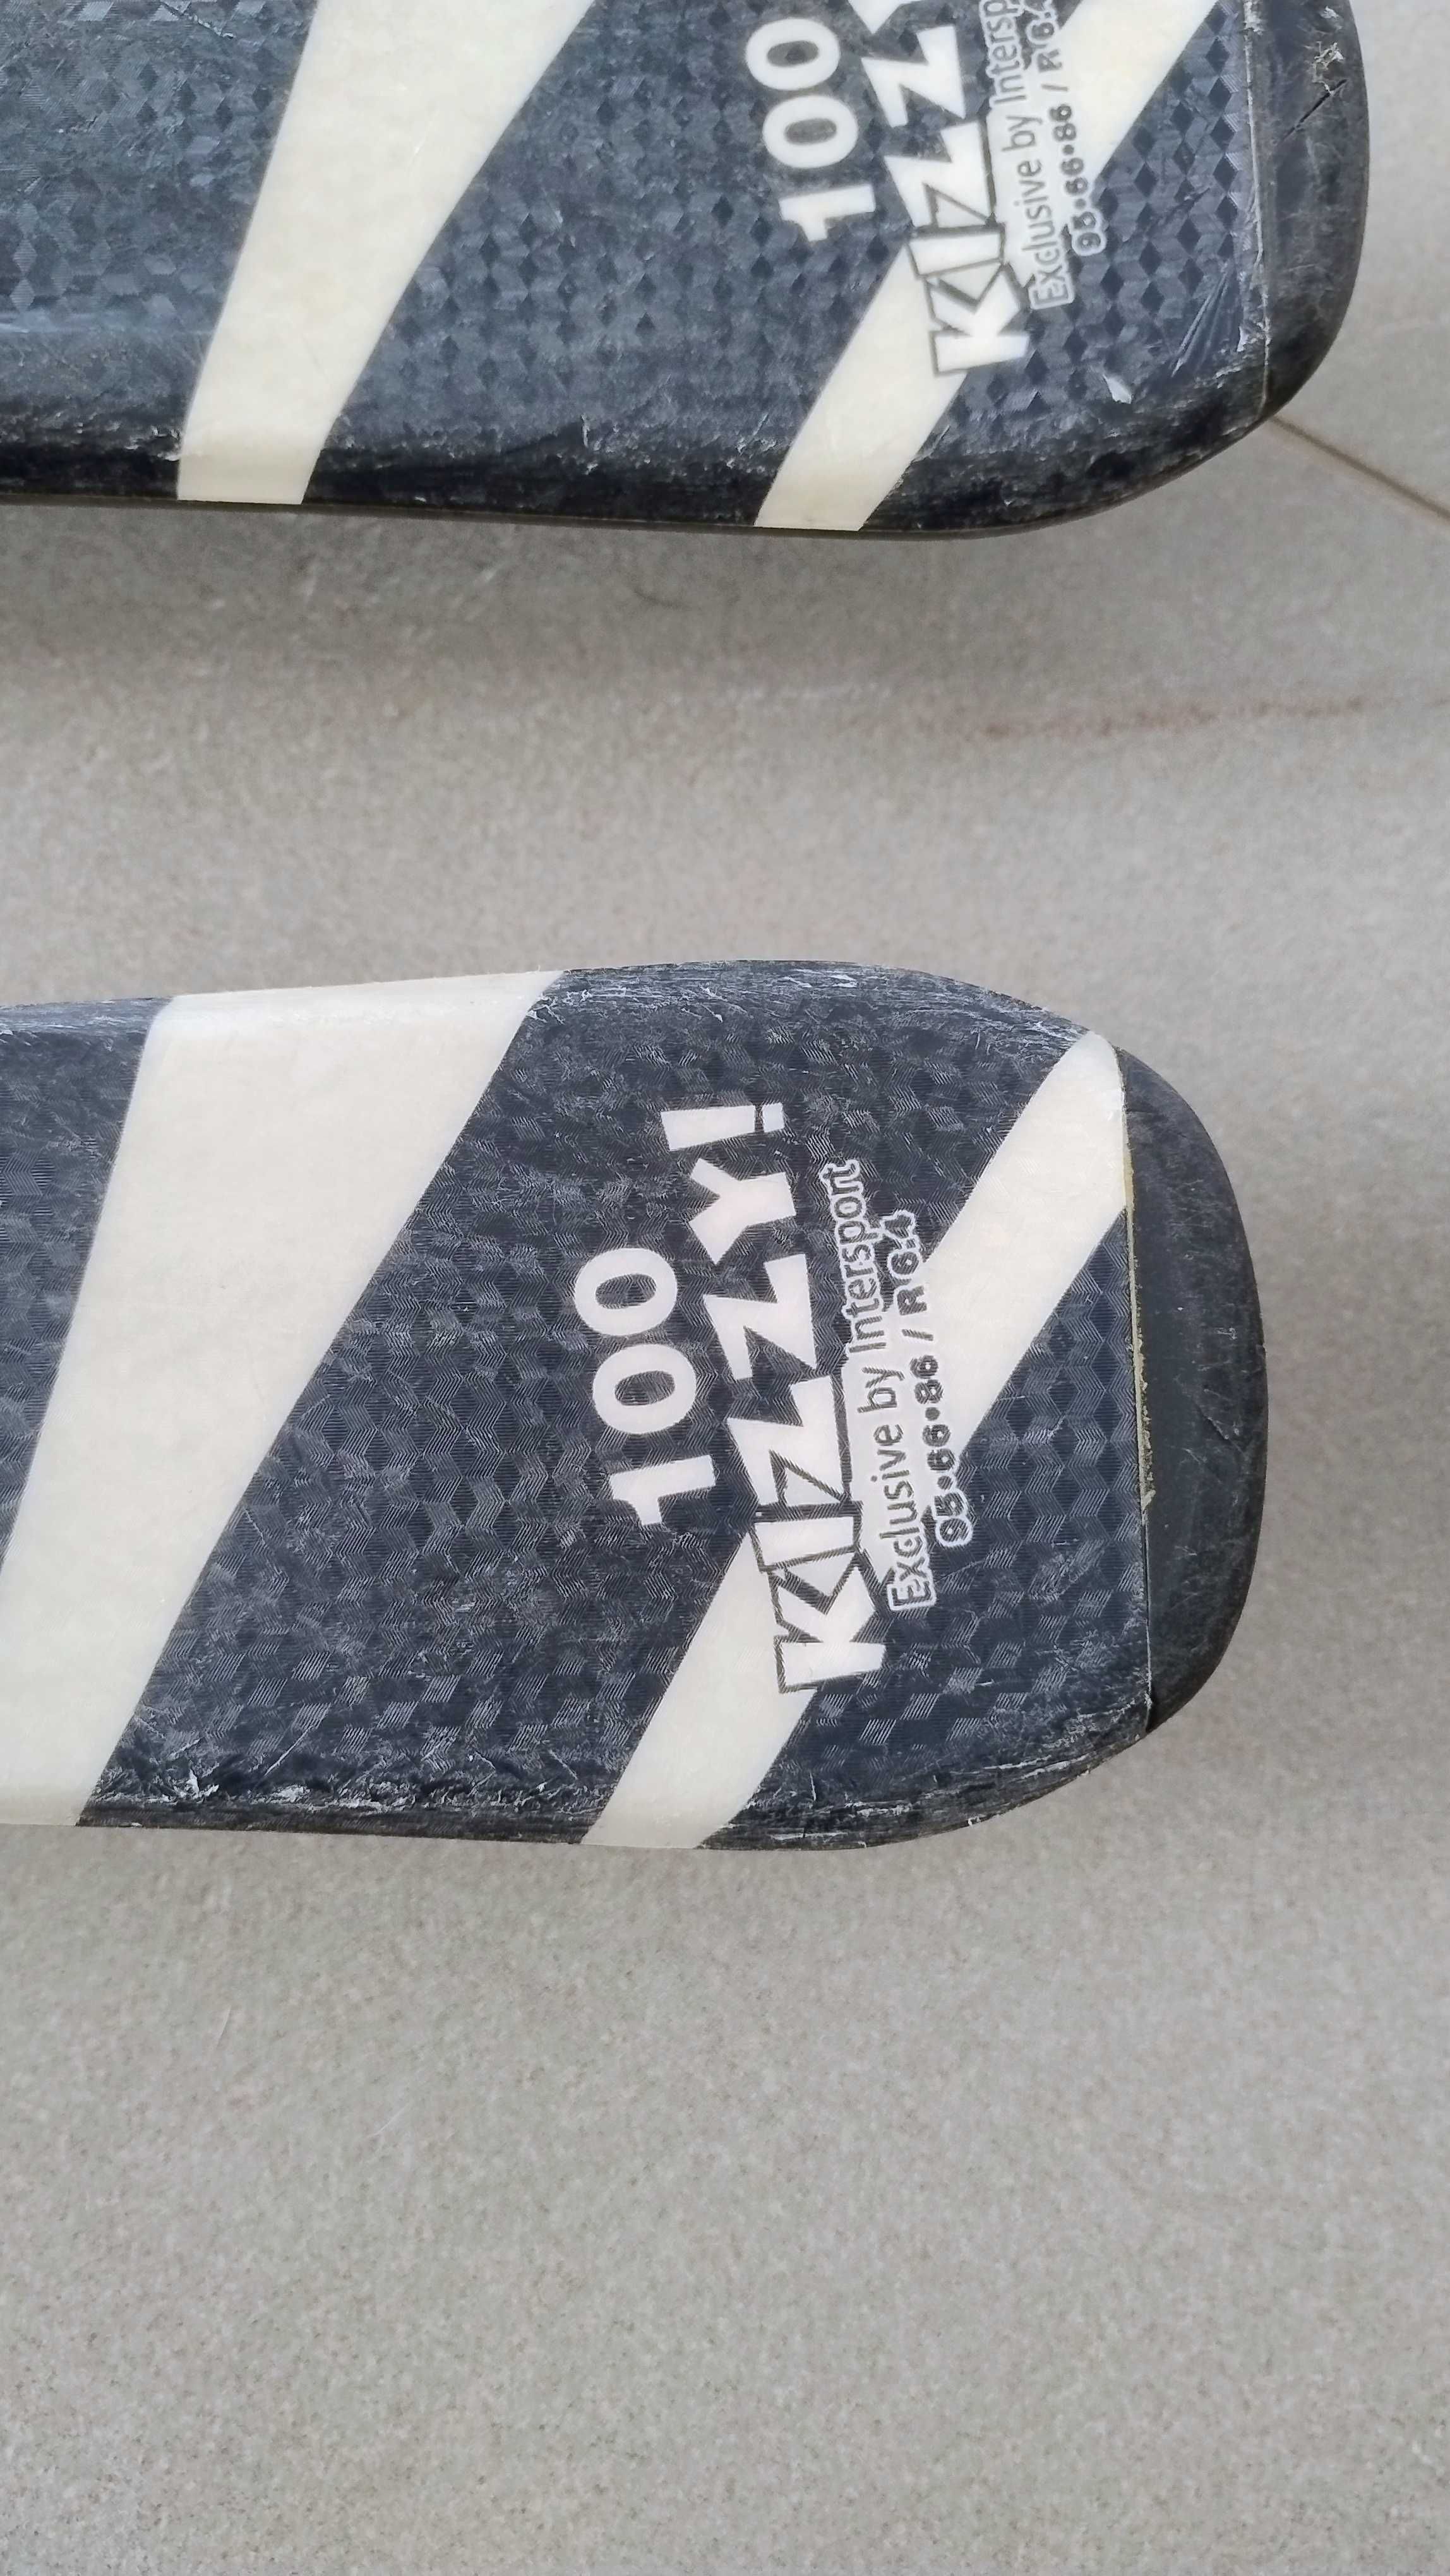 100
KIZZY
Exclusive by
95•66•86 / R 6.4
100
KIZZY!
Exclusive by Intersport
95•66•86 / R 6.4